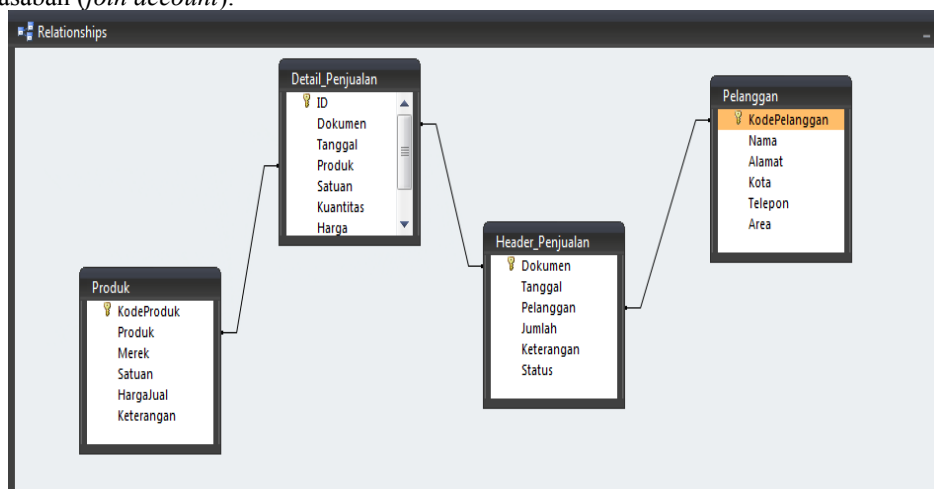 (join account).
Relationships
Detail_Penjualan
ID
Dokumen
Tanggal
Produk
Satuan
Kuantitas
Harga
Pelanggan
KodePelanggan
Nama
Alamat
Kota
Telepon
Area
Header_Penjualan
Dokumen
Tanggal
Pelanggan
Jumlah
Keterangan
Status
Produk
KodeProduk
Produk
Merek
Satuan
HargaJual
Keterangan